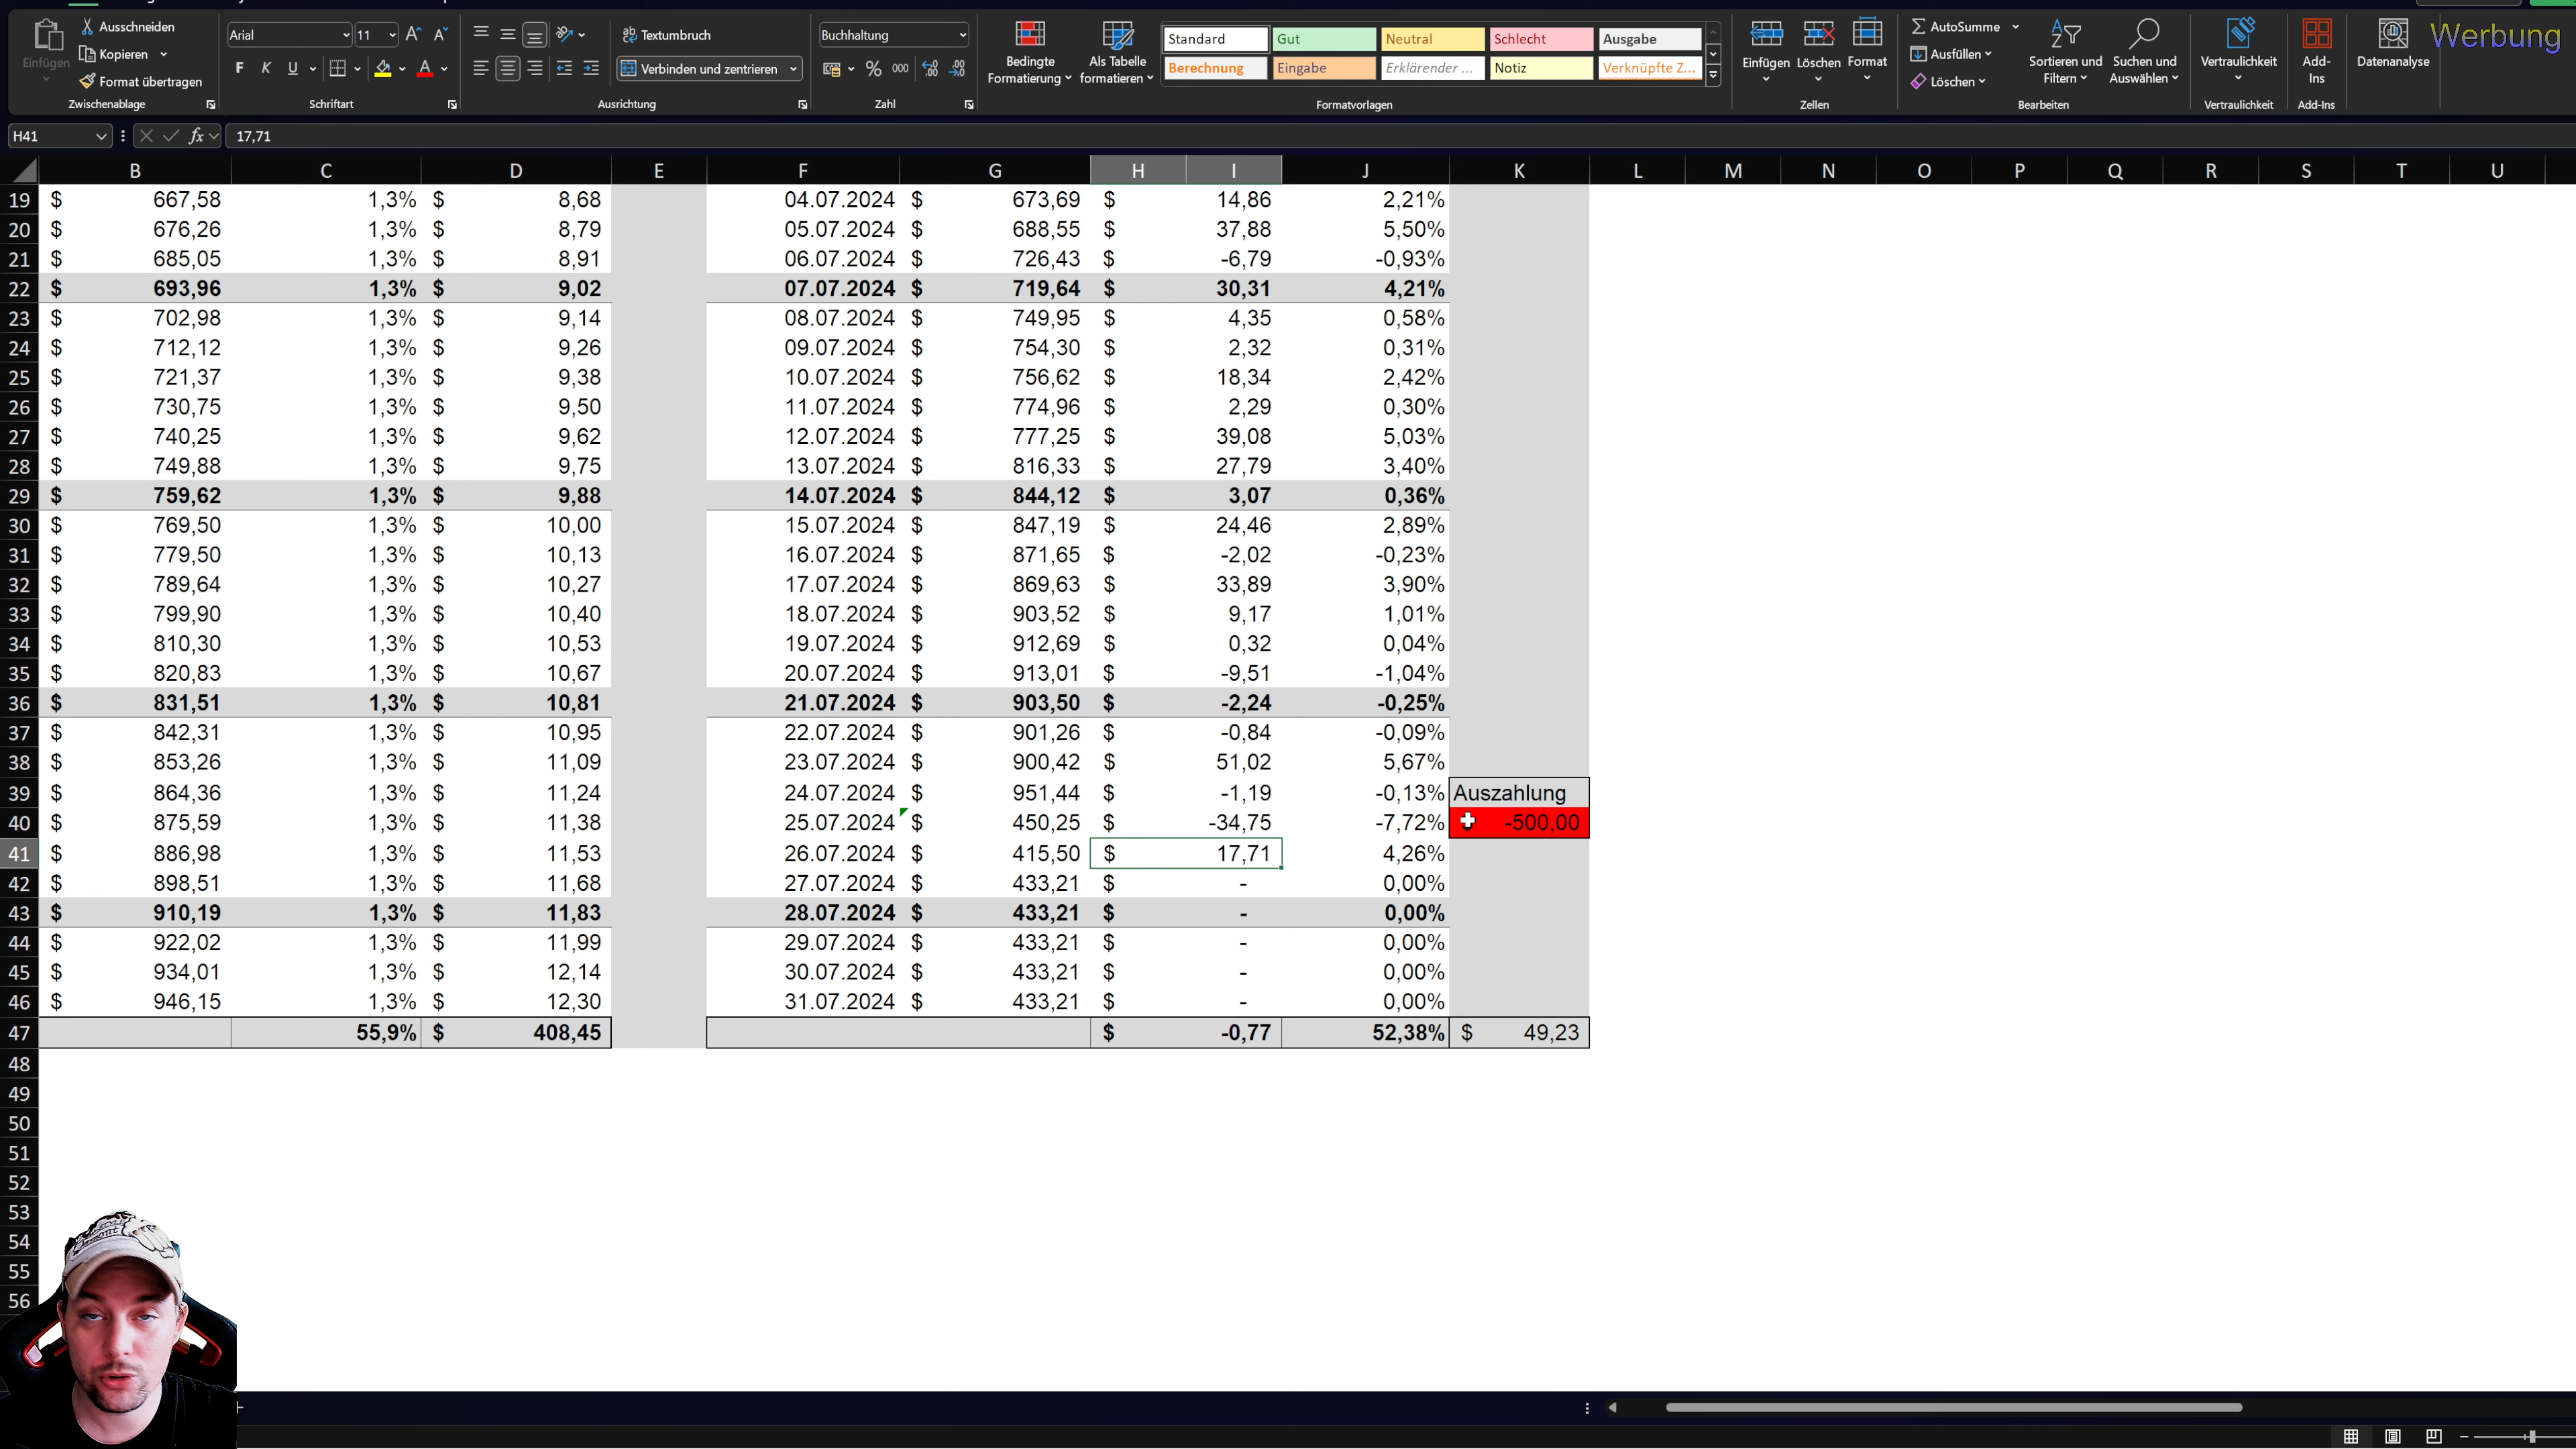 Ausschneiden
Kopieren
Format übertragen
Einfügen
Zwischenablage
Arial
11
F K U
Schriftart
Textumbruch
Verbinden und zentrieren
Ausrichtung
Buchhaltung
% 000
Zahl
Bedingte Formatierung
Als Tabelle formatieren
Standard Gut Neutral Schlecht Ausgabe
Berechnung Eingabe Erklärender ... Notiz Verknüpfte Z...
Formatvorlagen
Einfügen Löschen Format
Zellen
AutoSumme
Ausfüllen
Löschen
Sortieren und Filtern
Suchen und Auswählen
Bearbeiten
Vertraulichkeit
Vertraulichkeit
Add-Ins
Add-Ins
Datenanalyse
Werbung
H41 fx 17,71
B C D E F G H I J K L M N O P Q R S T U
19 $ 667,58 1,3% $ 8,68 04.07.2024 $ 673,69 $ 14,86 2,21%
20 $ 676,26 1,3% $ 8,79 05.07.2024 $ 688,55 $ 37,88 5,50%
21 $ 685,05 1,3% $ 8,91 06.07.2024 $ 726,43 $ -6,79 -0,93%
22 $ 693,96 1,3% $ 9,02 07.07.2024 $ 719,64 $ 30,31 4,21%
23 $ 702,98 1,3% $ 9,14 08.07.2024 $ 749,95 $ 4,35 0,58%
24 $ 712,12 1,3% $ 9,26 09.07.2024 $ 754,30 $ 2,32 0,31%
25 $ 721,37 1,3% $ 9,38 10.07.2024 $ 756,62 $ 18,34 2,42%
26 $ 730,75 1,3% $ 9,50 11.07.2024 $ 774,96 $ 2,29 0,30%
27 $ 740,25 1,3% $ 9,62 12.07.2024 $ 777,25 $ 39,08 5,03%
28 $ 749,88 1,3% $ 9,75 13.07.2024 $ 816,33 $ 27,79 3,40%
29 $ 759,62 1,3% $ 9,88 14.07.2024 $ 844,12 $ 3,07 0,36%
30 $ 769,50 1,3% $ 10,00 15.07.2024 $ 847,19 $ 24,46 2,89%
31 $ 779,50 1,3% $ 10,13 16.07.2024 $ 871,65 $ -2,02 -0,23%
32 $ 789,64 1,3% $ 10,27 17.07.2024 $ 869,63 $ 33,89 3,90%
33 $ 799,90 1,3% $ 10,40 18.07.2024 $ 903,52 $ 9,17 1,01%
34 $ 810,30 1,3% $ 10,53 19.07.2024 $ 912,69 $ 0,32 0,04%
35 $ 820,83 1,3% $ 10,67 20.07.2024 $ 913,01 $ -9,51 -1,04%
36 $ 831,51 1,3% $ 10,81 21.07.2024 $ 903,50 $ -2,24 -0,25%
37 $ 842,31 1,3% $ 10,95 22.07.2024 $ 901,26 $ -0,84 -0,09%
38 $ 853,26 1,3% $ 11,09 23.07.2024 $ 900,42 $ 51,02 5,67%
39 $ 864,36 1,3% $ 11,24 24.07.2024 $ 951,44 $ -1,19 -0,13% Auszahlung
40 $ 875,59 1,3% $ 11,38 25.07.2024 $ 450,25 $ -34,75 -7,72% -500,00
41 $ 886,98 1,3% $ 11,53 26.07.2024 $ 415,50 $ 17,71 4,26%
42 $ 898,51 1,3% $ 11,68 27.07.2024 $ 433,21 $ - 0,00%
43 $ 910,19 1,3% $ 11,83 28.07.2024 $ 433,21 $ - 0,00%
44 $ 922,02 1,3% $ 11,99 29.07.2024 $ 433,21 $ - 0,00%
45 $ 934,01 1,3% $ 12,14 30.07.2024 $ 433,21 $ - 0,00%
46 $ 946,15 1,3% $ 12,30 31.07.2024 $ 433,21 $ - 0,00%
47 55,9% $ 408,45 $ -0,77 52,38% $ 49,23
48
49
50
51
52
53
54
55
56